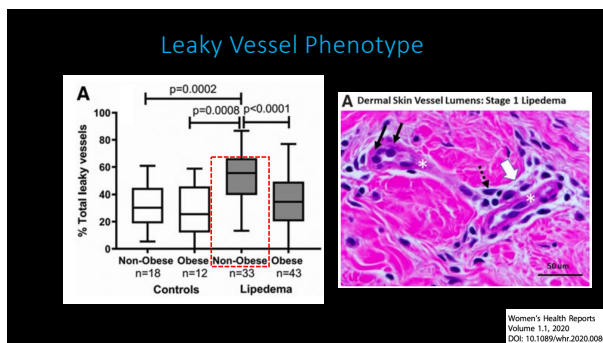 Leaky Vessel Phenotype
A
p=0.0002
p=0.0008 p<0.0001
% Total leaky vessels
100
80
60
40
20
0
Non-Obese Obese Non-Obese Obese
n=18 n=12 n=33 n=43
Controls Lipedema
A Dermal Skin Vessel Lumens: Stage 1 Lipedema
*
*
50um
Women's Health Reports
Volume 1.1, 2020
DOI: 10.1089/whr.2020.008